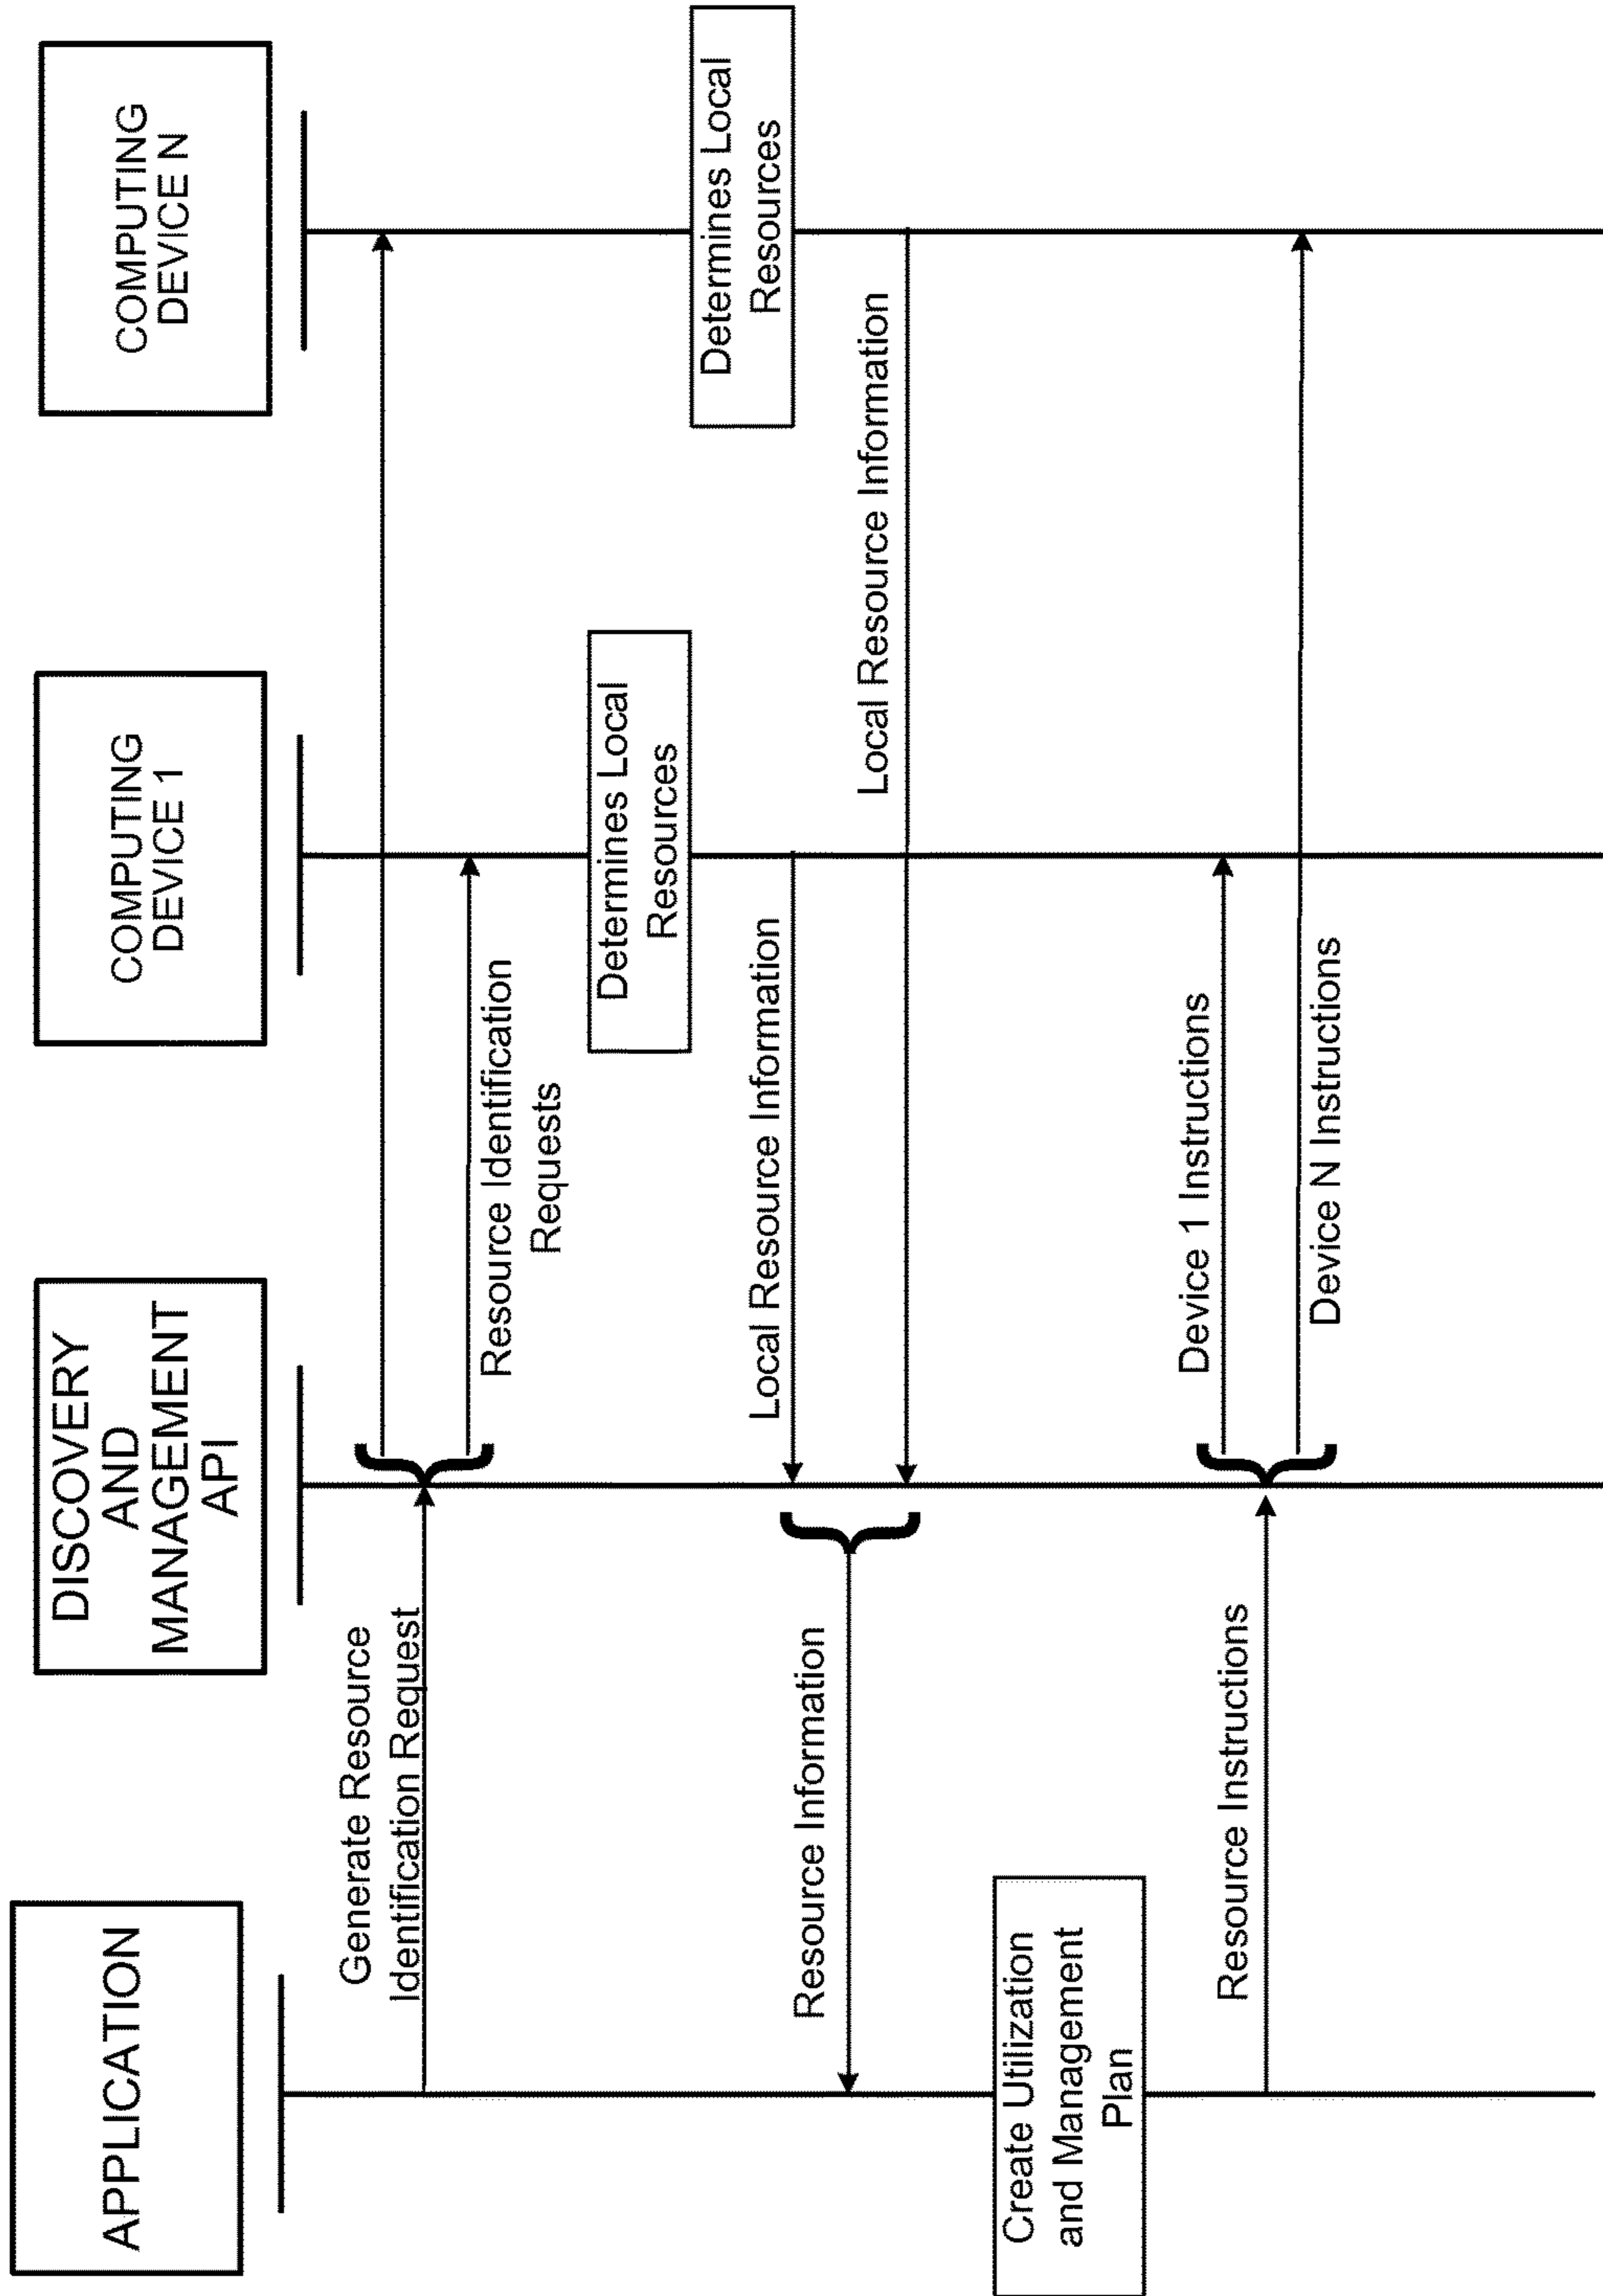 APPLICATION
DISCOVERY
AND
MANAGEMENT
API
COMPUTING
DEVICE 1
COMPUTING
DEVICE N
Generate Resource
Identification Request
Resource Identification
Requests
Determines Local
Resources
Determines Local
Resources
Local Resource Information
Local Resource Information
Resource Information
Create Utilization
and Management
Plan
Resource Instructions
Device 1 Instructions
Device N Instructions